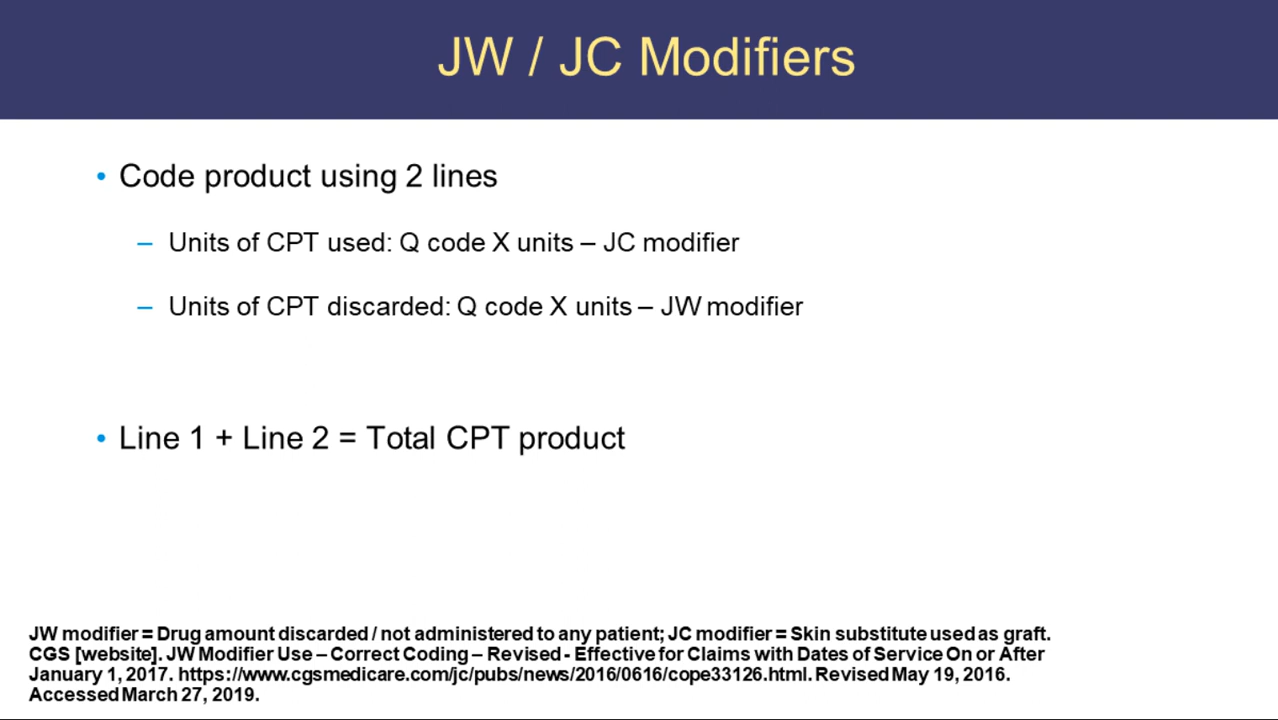 JW / JC Modifiers
• Code product using 2 lines
– Units of CPT used: Q code X units – JC modifier
– Units of CPT discarded: Q code X units – JW modifier
• Line 1 + Line 2 = Total CPT product
JW modifier = Drug amount discarded / not administered to any patient; JC modifier = Skin substitute used as graft.
CGS [website]. JW Modifier Use – Correct Coding – Revised - Effective for Claims with Dates of Service On or After
January 1, 2017. https://www.cgsmedicare.com/jc/pubs/news/2016/0616/cope33126.html. Revised May 19, 2016.
Accessed March 27, 2019.